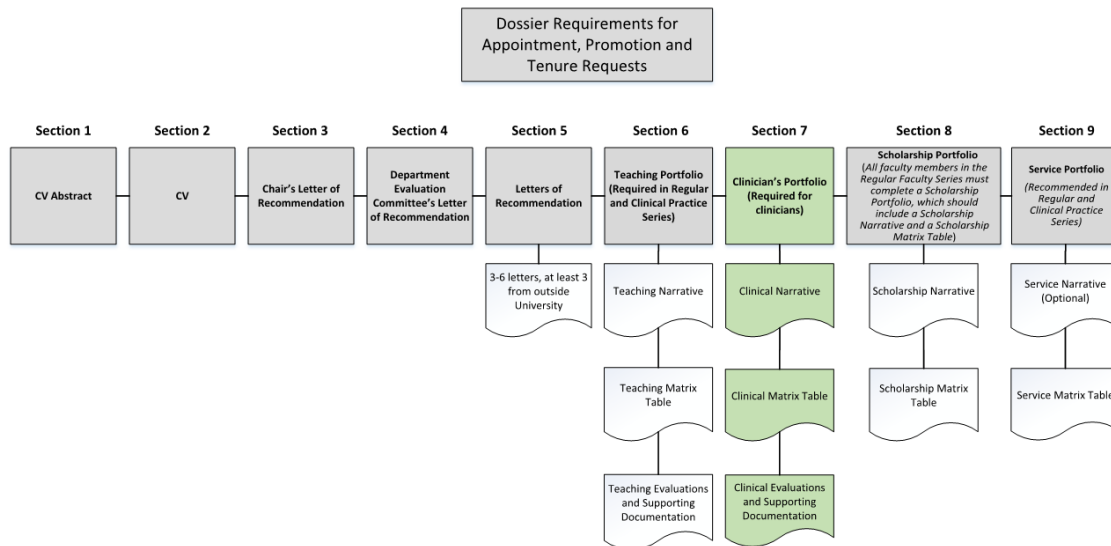 Dossier Requirements for
Appointment, Promotion and
Tenure Requests
Section 1
Section 2
Section 3
Section 4
Section 5
Section 6
Section 7
Section 8
Section 9
CV Abstract
CV
Chair's Letter of
Recommendation
Department
Evaluation
Committee's Letter
of Recommendation
Letters of
Recommendation
Teaching Portfolio
(Required in Regular
and Clinical Practice
Series)
Clinician's Portfolio
(Required for
clinicians)
Scholarship Portfolio
(All faculty members in the
Regular Faculty Series must
complete a Scholarship
Portfolio, which should
include a Scholarship
Narrative and a Scholarship
Matrix Table)
Service Portfolio
(Recommended in
Regular and
Clinical Practice
Series)
3-6 letters, at least 3
from outside
University
Teaching Narrative
Clinical Narrative
Scholarship Narrative
Service Narrative
(Optional)
Teaching Matrix
Table
Clinical Matrix Table
Scholarship Matrix
Table
Service Matrix Table
Teaching Evaluations
and Supporting
Documentation
Clinical Evaluations
and Supporting
Documentation